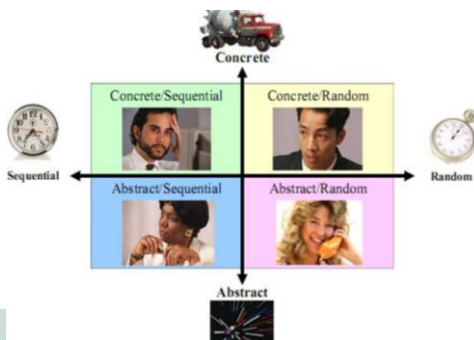 Concrete
Concrete/Sequential
Concrete/Random
Sequential
Random
Abstract/Sequential
Abstract/Random
Abstract